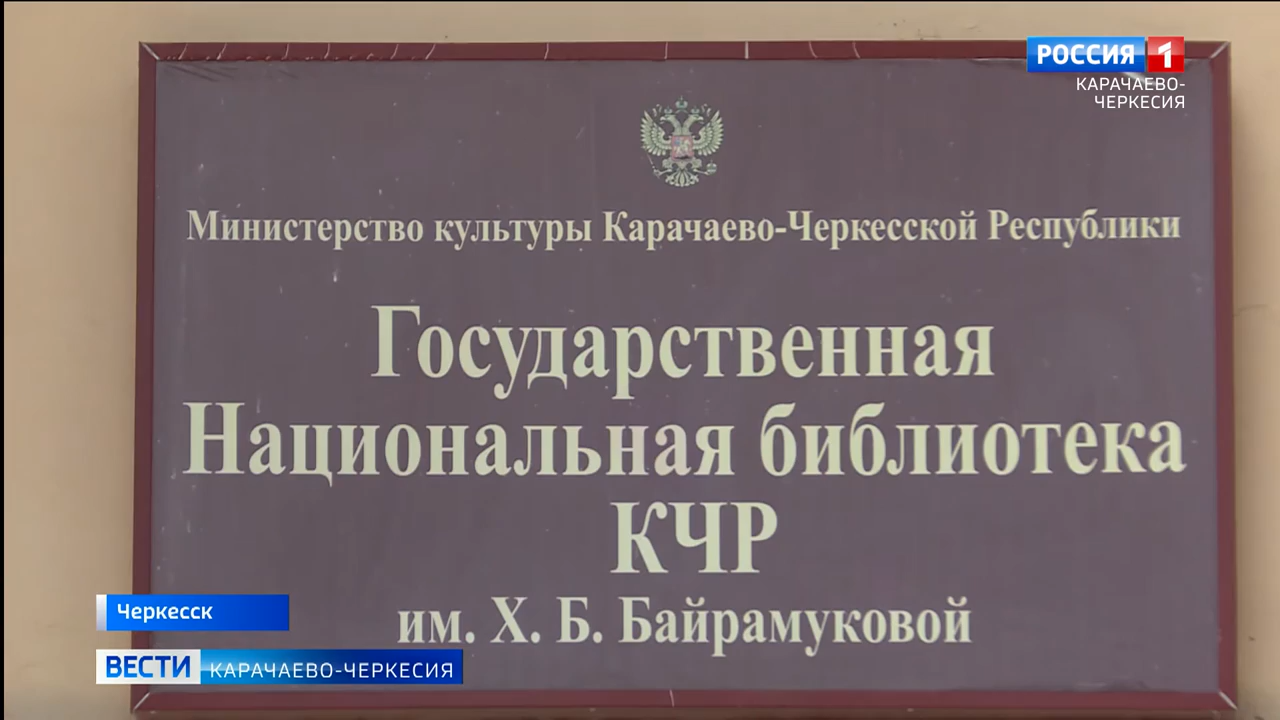 РОССИЯ 1
КАРАЧАЕВО-
ЧЕРКЕСИЯ
Министерство культуры Карачаево-Черкесской Республики
Государственная
Национальная библиотека
КЧР
им. Х. Б. Байрамуковой
Черкесск
ВЕСТИ КАРАЧАЕВО-ЧЕРКЕСИЯ